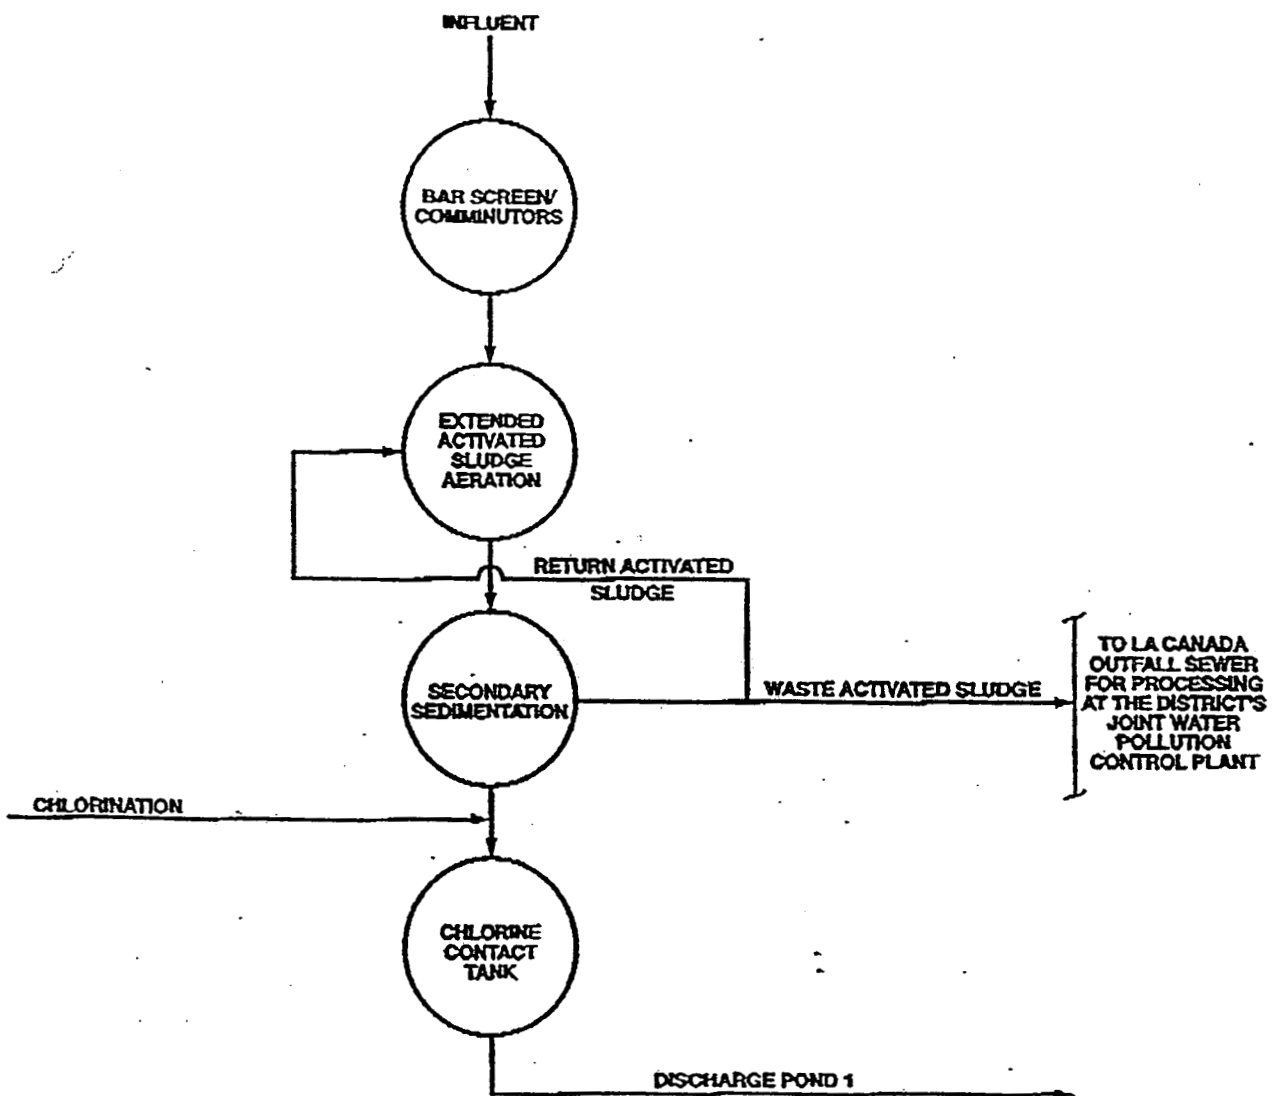 INFLUENT
BAR SCREEN/
COMMINUTORS
EXTENDED
ACTIVATED
SLUDGE
AERATION
RETURN ACTIVATED
SLUDGE
SECONDARY
SEDIMENTATION
WASTE ACTIVATED SLUDGE
TO LA CANADA
OUTFALL SEWER
FOR PROCESSING
AT THE DISTRICT'S
JOINT WATER
POLLUTION
CONTROL PLANT
CHLORINATION
CHLORINE
CONTACT
TANK
DISCHARGE POND 1